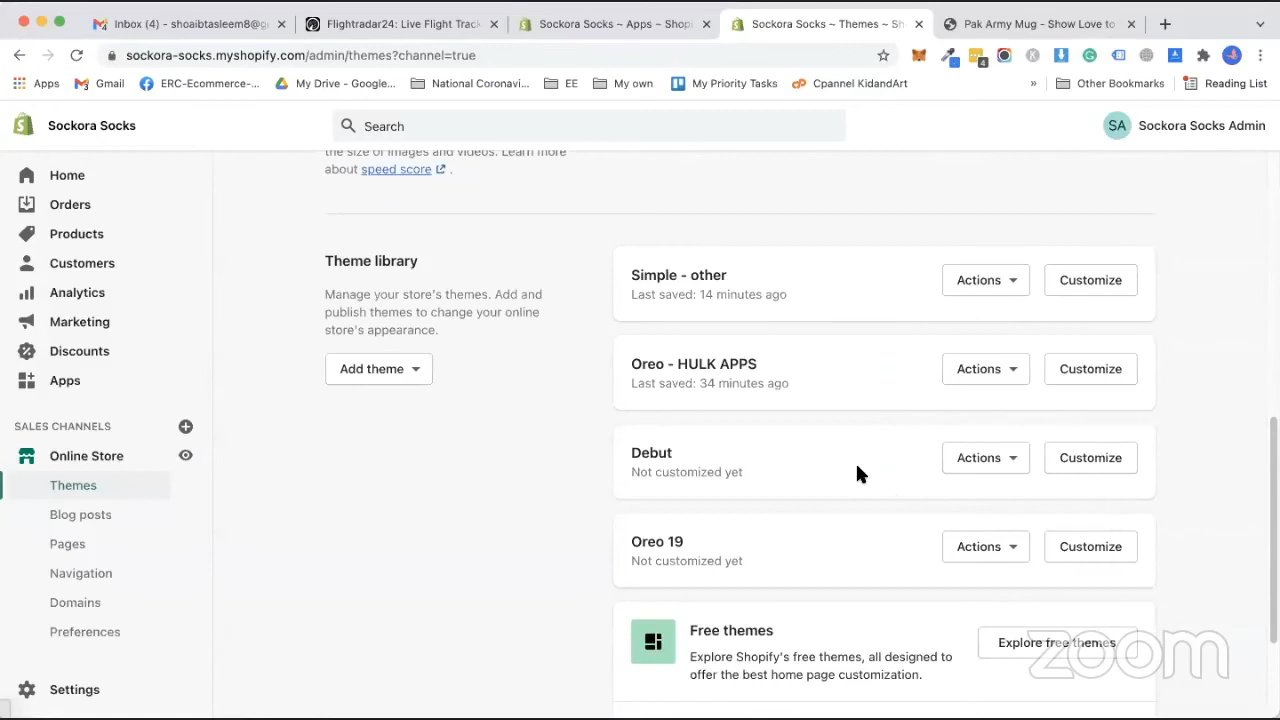 Inbox (4) - shoaibtasleem8@g
Flightradar24: Live Flight Track
Sockora Socks ~ Apps ~ Shopi
Sockora Socks ~ Themes ~ Sh
Pak Army Mug - Show Love to
sockora-socks.myshopify.com/admin/themes?channel=true
4
Apps
Gmail
ERC-Ecommerce-...
My Drive - Google...
National Coronavi...
EE
My own
My Priority Tasks
Cpannel KidandArt
»
Other Bookmarks
Reading List
Sockora Socks
Search
SA
Sockora Socks Admin
the size of images and videos. Learn more
about speed score .
Home
Orders
Products
Customers
Analytics
Marketing
Discounts
Apps
SALES CHANNELS
Online Store
Themes
Blog posts
Pages
Navigation
Domains
Preferences
Settings
Theme library
Manage your store's themes. Add and
publish themes to change your online
store's appearance.
Add theme
Simple - other
Last saved: 14 minutes ago
Actions
Customize
Oreo - HULK APPS
Last saved: 34 minutes ago
Actions
Customize
Debut
Not customized yet
Actions
Customize
Oreo 19
Not customized yet
Actions
Customize
Free themes
Explore Shopify's free themes, all designed to
offer the best home page customization.
Explore free themes
zoom